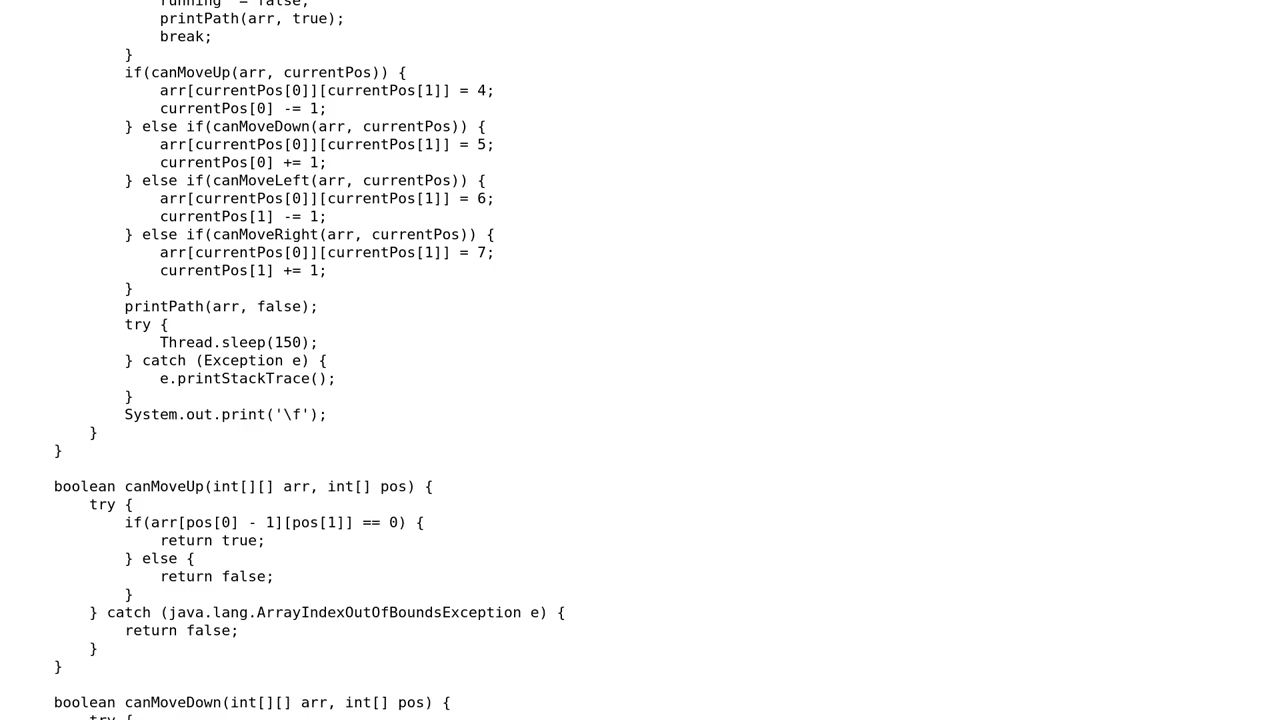 running = false;
printPath(arr, true);
break;
}
if(canMoveUp(arr, currentPos)) {
arr[currentPos[0]][currentPos[1]] = 4;
currentPos[0] -= 1;
} else if(canMoveDown(arr, currentPos)) {
arr[currentPos[0]][currentPos[1]] = 5;
currentPos[0] += 1;
} else if(canMoveLeft(arr, currentPos)) {
arr[currentPos[0]][currentPos[1]] = 6;
currentPos[1] -= 1;
} else if(canMoveRight(arr, currentPos)) {
arr[currentPos[0]][currentPos[1]] = 7;
currentPos[1] += 1;
}
printPath(arr, false);
try {
Thread.sleep(150);
} catch (Exception e) {
e.printStackTrace();
}
System.out.print('\f');
}
}
boolean canMoveUp(int[][] arr, int[] pos) {
try {
if(arr[pos[0] - 1][pos[1]] == 0) {
return true;
} else {
return false;
}
} catch (java.lang.ArrayIndexOutOfBoundsException e) {
return false;
}
}
boolean canMoveDown(int[][] arr, int[] pos) {
try {